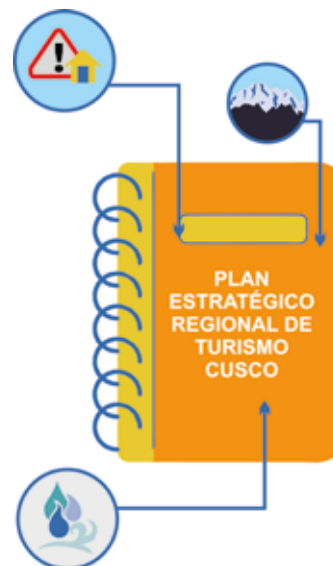 PLAN
ESTRATÉGICO
REGIONAL DE
TURISMO
CUSCO